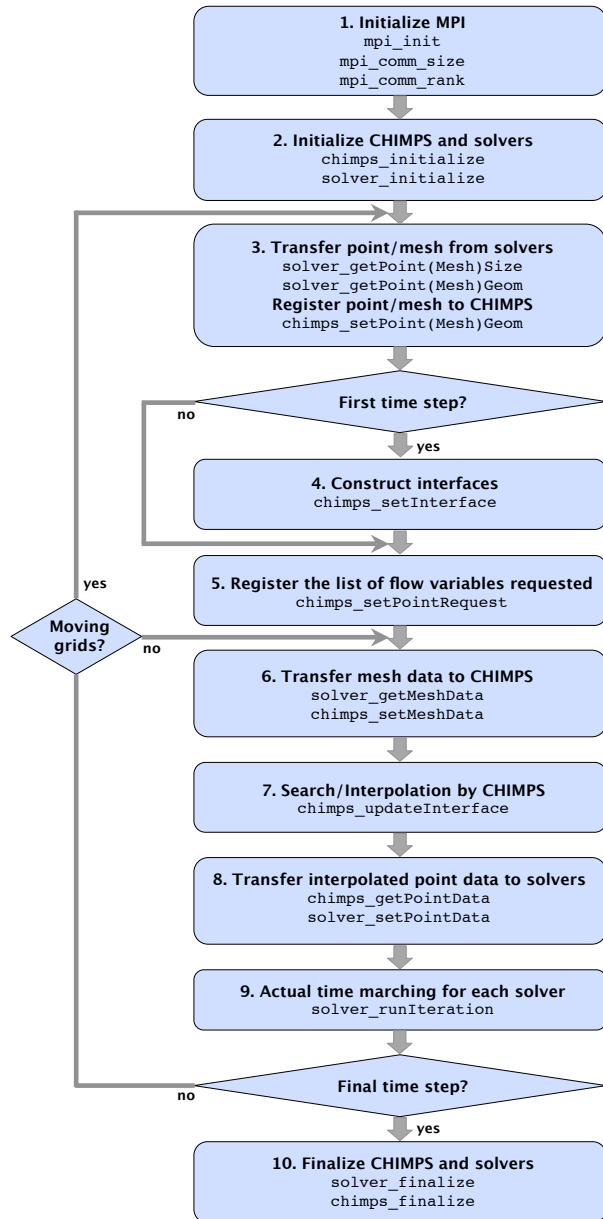 1. Initialize MPI
mpi_init
mpi_comm_size
mpi_comm_rank
2. Initialize CHIMPS and solvers
chimps_initialize
solver_initialize
3. Transfer point/mesh from solvers
solver_getPoint(Mesh)Size
solver_getPoint(Mesh)Geom
Register point/mesh to CHIMPS
chimps_setPoint(Mesh)Geom
First time step?
no
yes
4. Construct interfaces
chimps_setInterface
5. Register the list of flow variables requested
chimps_setPointRequest
yes
Moving
grids?
no
6. Transfer mesh data to CHIMPS
solver_getMeshData
chimps_setMeshData
7. Search/Interpolation by CHIMPS
chimps_updateInterface
8. Transfer interpolated point data to solvers
chimps_getPointData
solver_setPointData
9. Actual time marching for each solver
solver_runIteration
Final time step?
no
yes
10. Finalize CHIMPS and solvers
solver_finalize
chimps_finalize